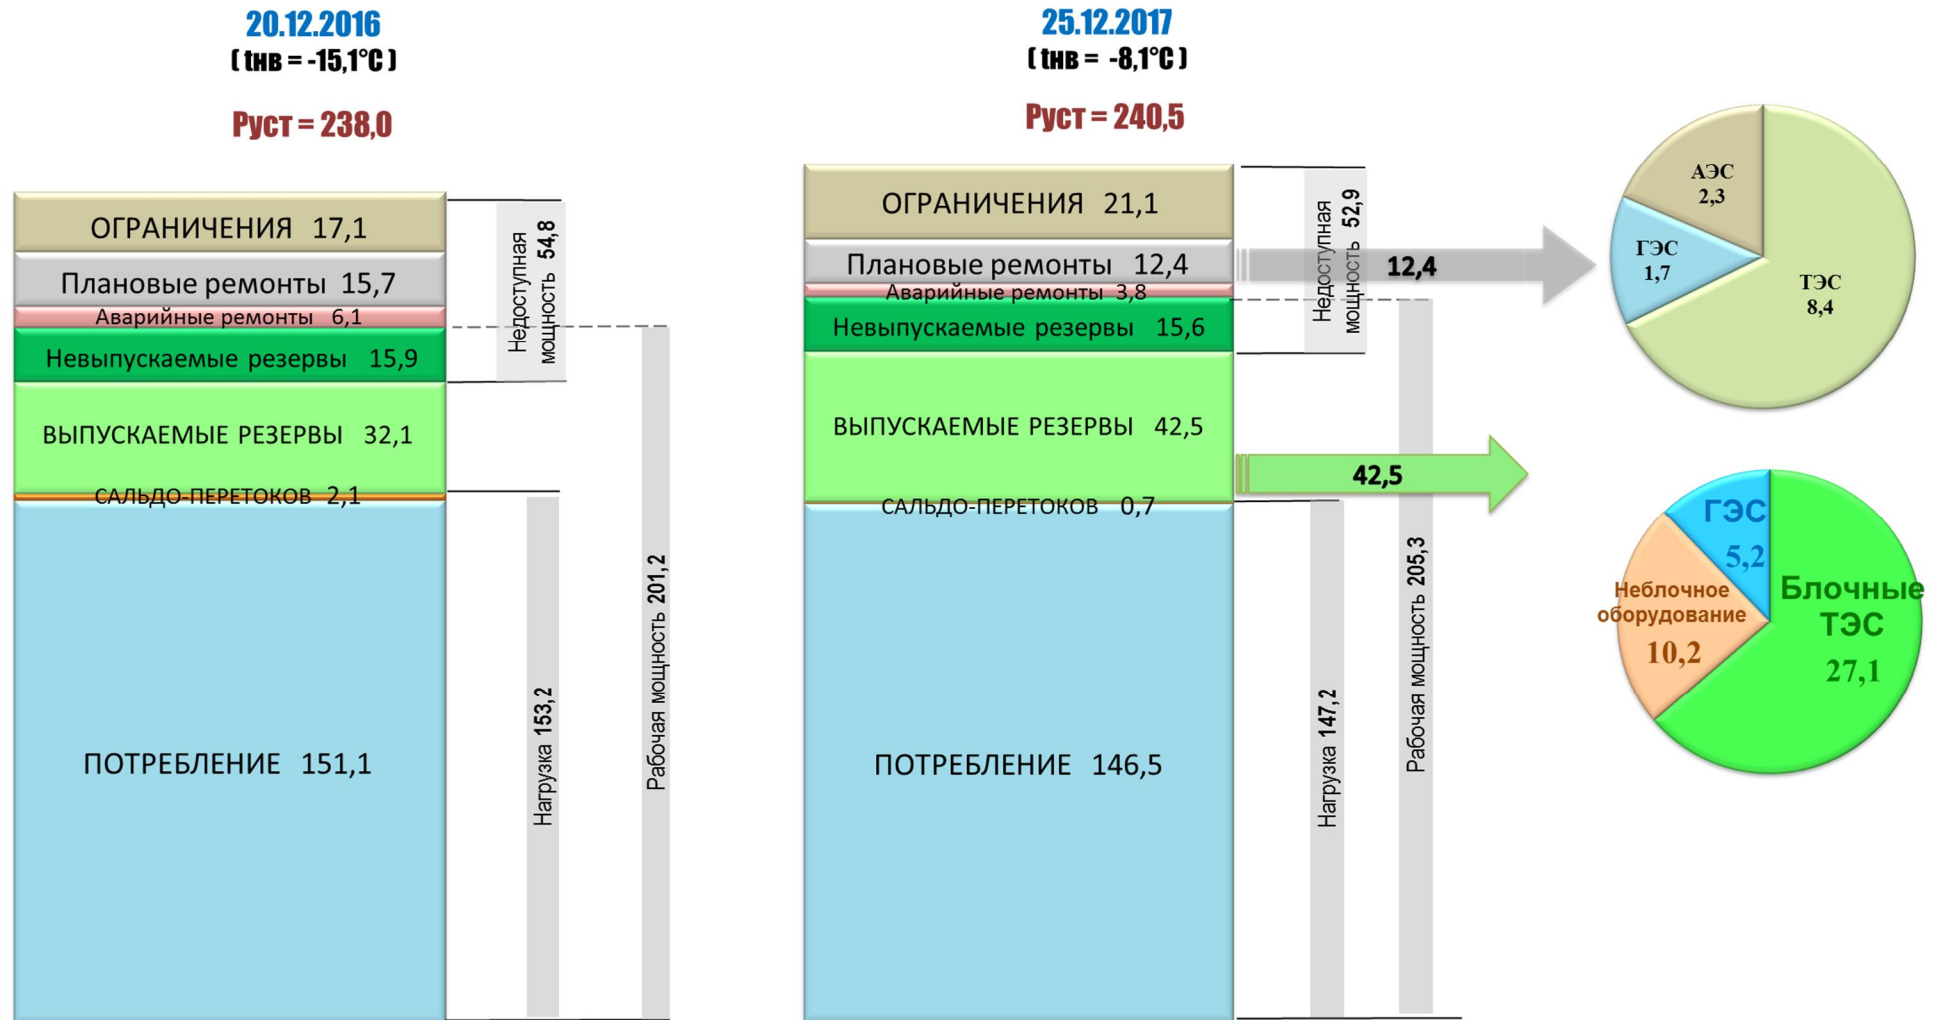 20.12.2016
( tнв = -15,1°С )
Руст = 238,0
ОГРАНИЧЕНИЯ 17,1
Плановые ремонты 15,7
Аварийные ремонты 6,1
Невыпускаемые резервы 15,9
ВЫПУСКАЕМЫЕ РЕЗЕРВЫ 32,1
САЛЬДО-ПЕРЕТОКОВ 2,1
ПОТРЕБЛЕНИЕ 151,1
Недоступная
мощность 54,8
Нагрузка 153,2
Рабочая мощность 201,2
25.12.2017
( tнв = -8,1°С )
Руст = 240,5
ОГРАНИЧЕНИЯ 21,1
Плановые ремонты 12,4
Аварийные ремонты 3,8
Невыпускаемые резервы 15,6
ВЫПУСКАЕМЫЕ РЕЗЕРВЫ 42,5
САЛЬДО-ПЕРЕТОКОВ 0,7
ПОТРЕБЛЕНИЕ 146,5
Недоступная
мощность 52,9
Нагрузка 147,2
Рабочая мощность 205,3
12,4
42,5
АЭС
2,3
ГЭС
1,7
ТЭС
8,4
ГЭС
5,2
Неблочное
оборудование
10,2
Блочные
ТЭС
27,1